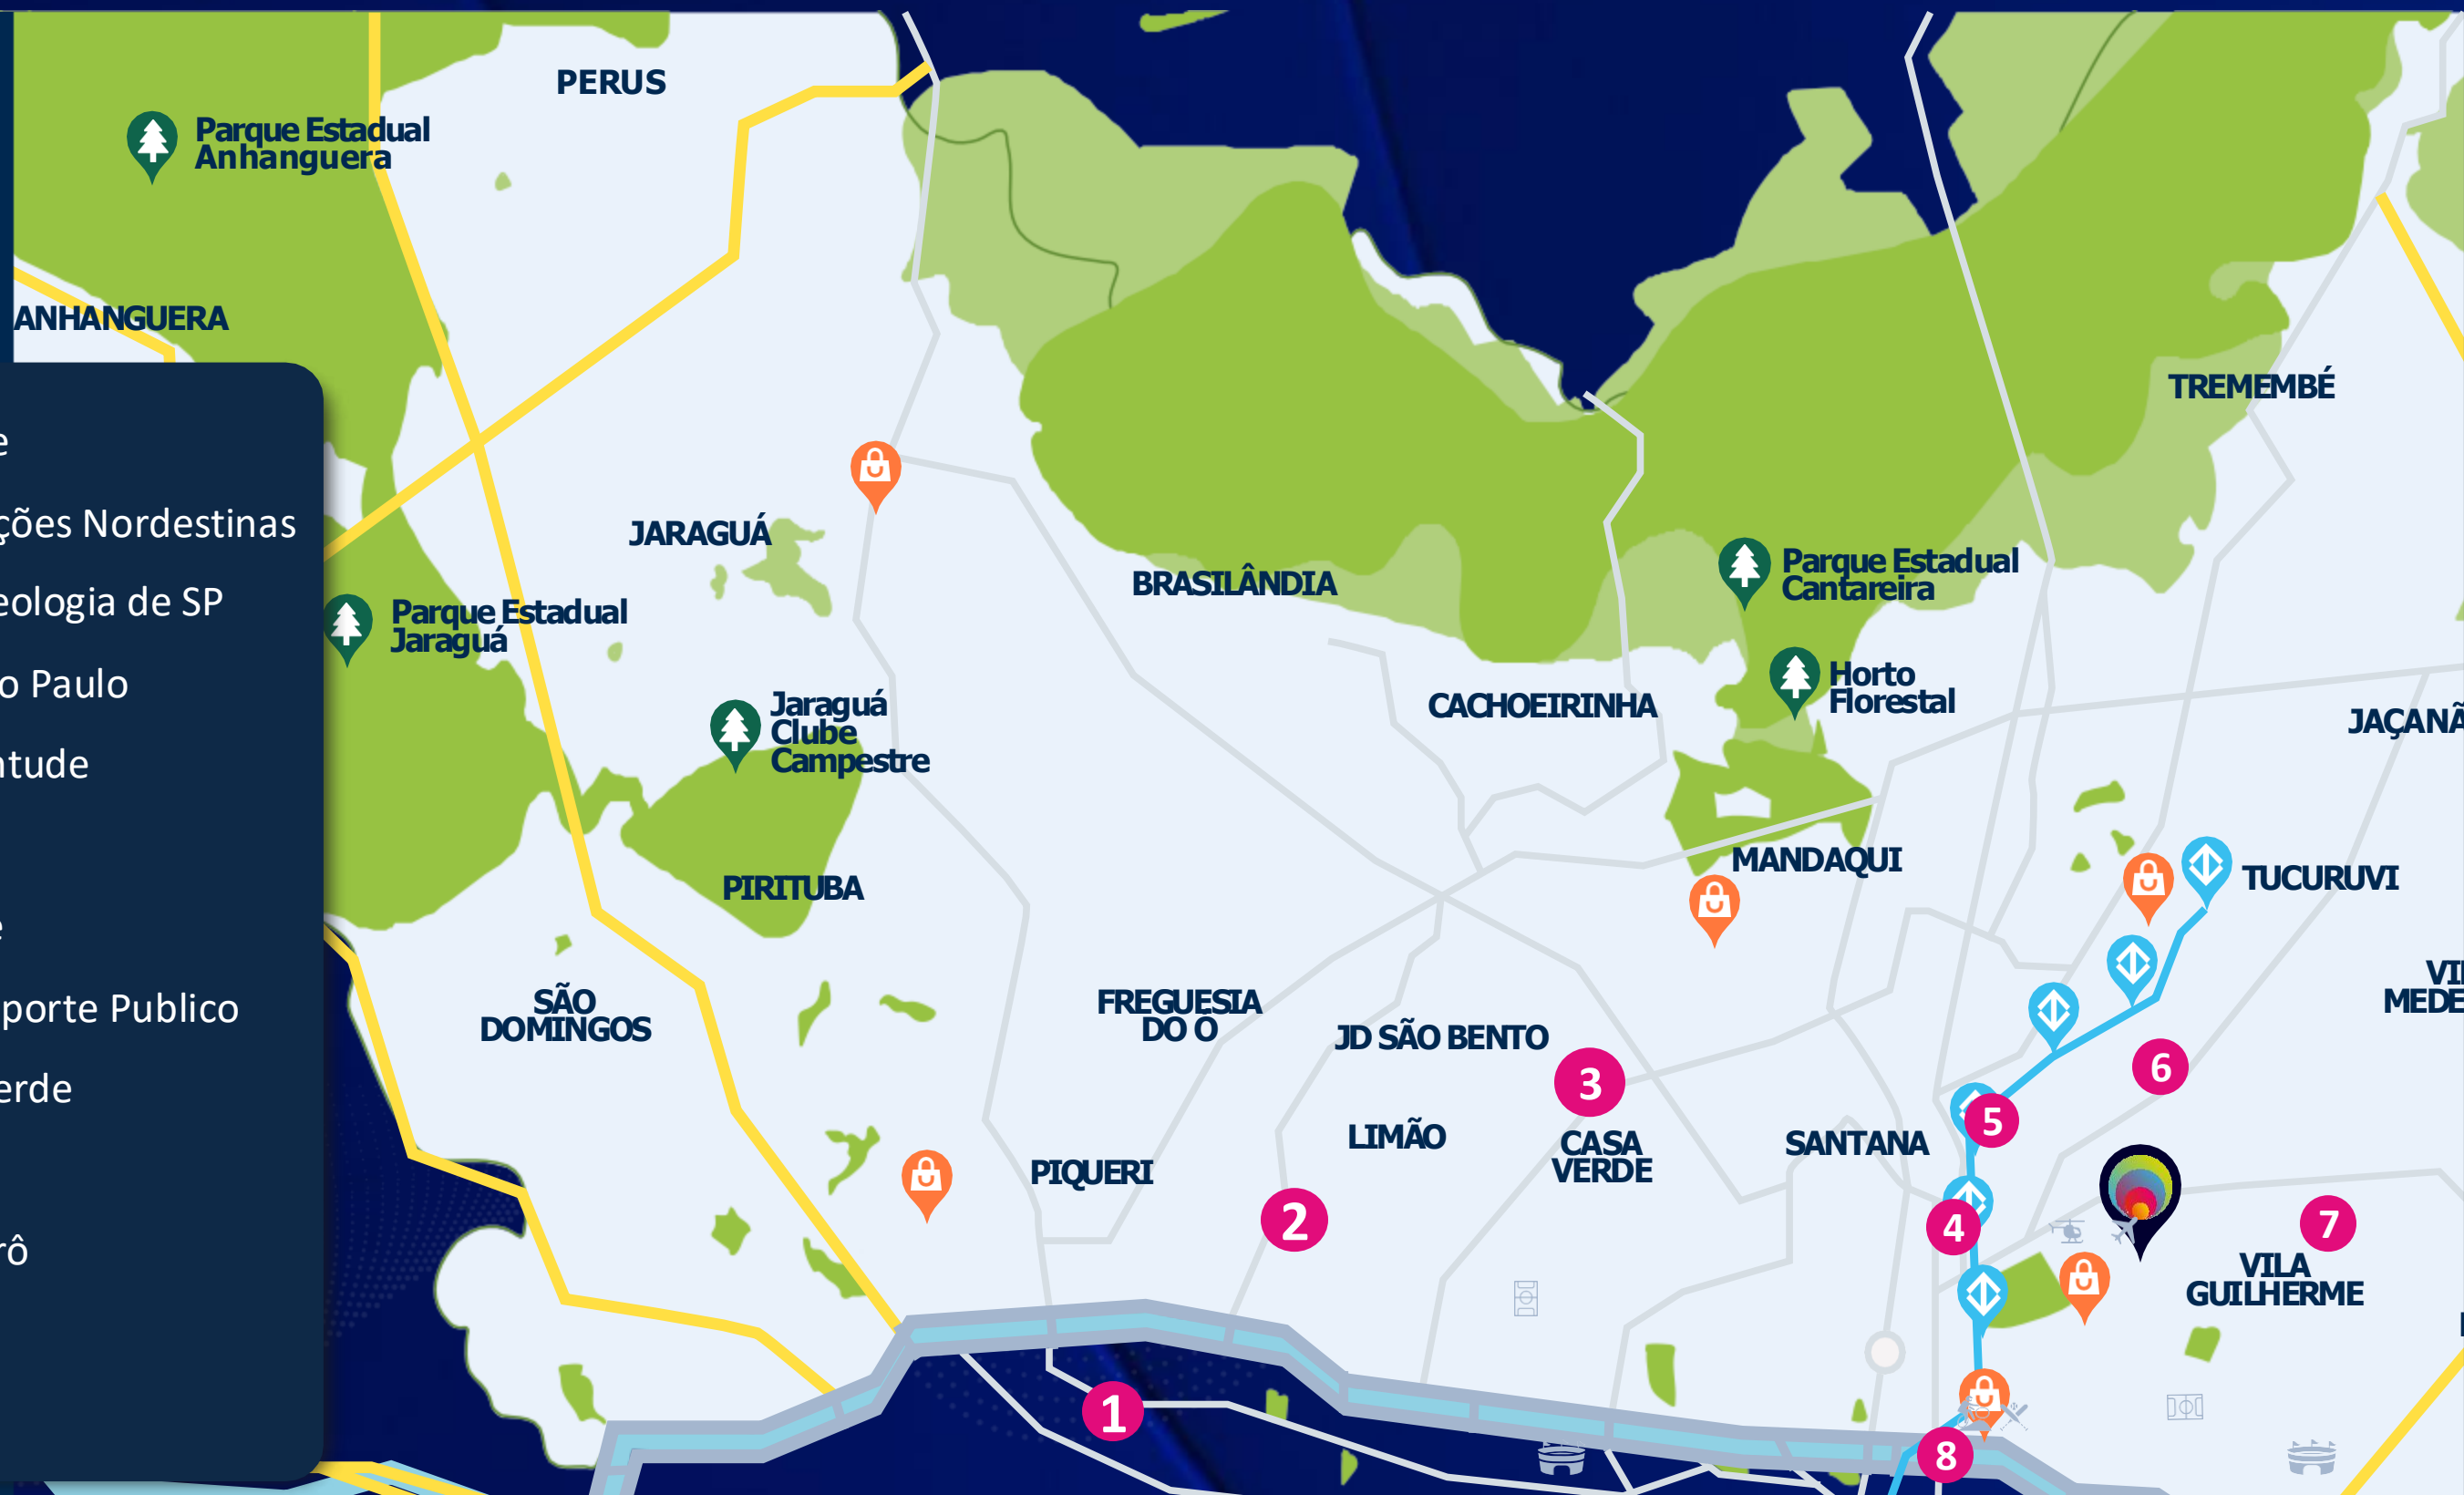 PERUS
Parque Estadual
Anhanguera
ANHANGUERA
TREMEMBÉ
e
ções Nordestinas
JARAGUÁ
BRASILÂNDIA
Parque Estadual
Cantareira
eologia de SP
Parque Estadual
Jaraguá
o Paulo
Horto
Florestal
Jaraguá
Clube
Campestre
CACHOEIRINHA
JAÇANÃ
ntude
MANDAQUI
TUCURUVI
PIRITUBA
e
VIL
MEDE
SÃO
DOMINGOS
FREGUESIA
DO Ó
porte Publico
JD SÃO BENTO
3
6
erde
5
LIMÃO
CASA
VERDE
SANTANA
PIQUERI
2
4
7
rô
VILA
GUILHERME
1
8